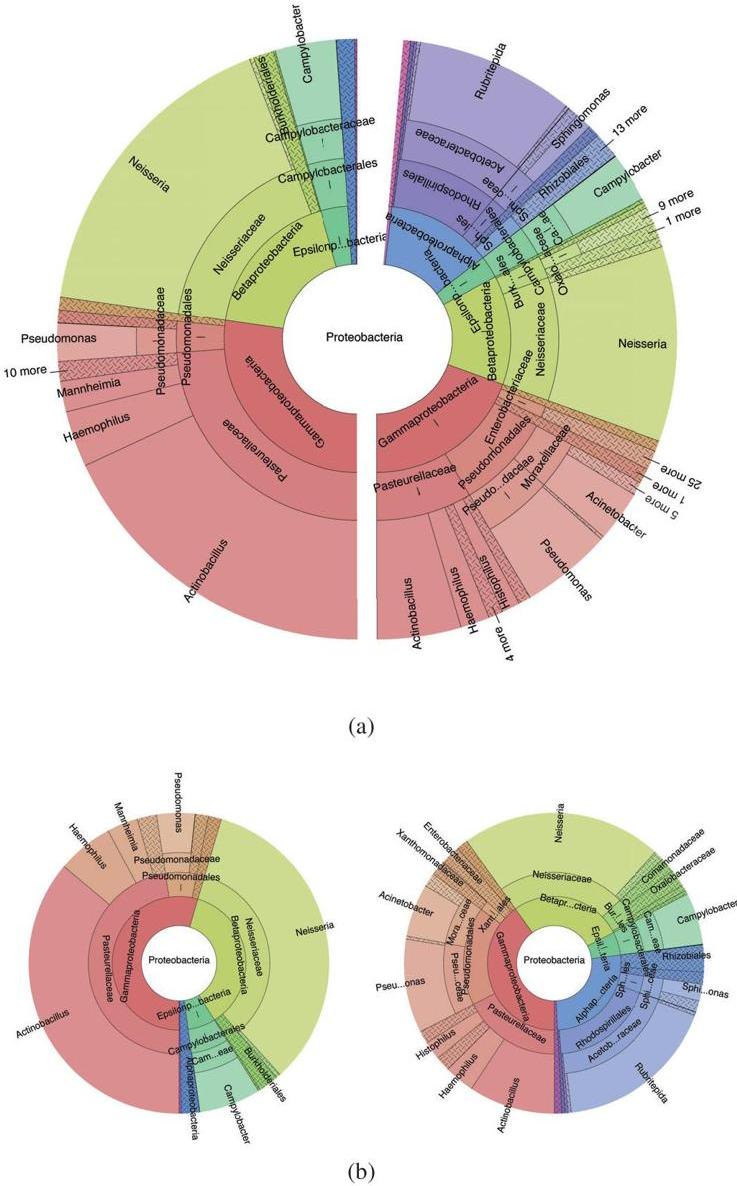 Campylobacter
Burkholderiales
Campylobacteraceae
Campylobacterales
Epsilonp...bacteria
Neisseria
Neisseriaceae
Betaproteobacteria
Pseudomonadaceae
Pseudomonadales
Pseudomonas
10 more
Mannheimia
Haemophilus
Gammaproteobacteria
Pasteurellaceae
Actinobacillus
Proteobacteria
Rubritepida
Acetobacteraceae
Rhodospirillales
Alphaproteobacteria
Sphingomonas
Sphi...ceae
Sph...les
13 more
Rhizobiales
Campylobacter
Ca...ae
Campylobacterales
Epsilonp...bacteria
9 more
1 more
Oxalo...aceae
Burk...ales
Betaproteobacteria
Neisseriaceae
Neisseria
Enterobacteriaceae
25 more
1 more
5 more
Gammaproteobacteria
Pseudomonadales
Moraxellaceae
Acinetobacter
Pseudo...daceae
Pseudomonas
Pasteurellaceae
Histophilus
4 more
Haemophilus
Actinobacillus
(a)
Pseudomonas
Mannheimia
Haemophilus
Pseudomonadaceae
Pseudomonadales
Neisseria
Neisseriaceae
Betaproteobacteria
Gammaproteobacteria
Pasteurellaceae
Proteobacteria
Actinobacillus
Epsilonp...bacteria
Campylobacterales
Cam...eae
Burkholderiales
Campylobacter
Alphaproteobacteria
Neisseria
Enterobacteriaceae
Xanthomonadaceae
Comamonadaceae
Oxalobacteraceae
Neisseriaceae
Betapr...cteria
Bur...les
Acinetobacter
Mora...ceae
Xant...ales
Campylobacter
Cam...eae
Campylobacterales
Epsil...teria
Pseudomonadales
Gammaproteobacteria
Proteobacteria
Rhizobiales
Pseu...onas
Pseu...ceae
Sph...les
Sphi...ceae
Sphi...onas
Alphap...cteria
Rhodospirillales
Acetob...raceae
Rubritepida
Pasteurellaceae
Histophilus
Haemophilus
Actinobacillus
(b)